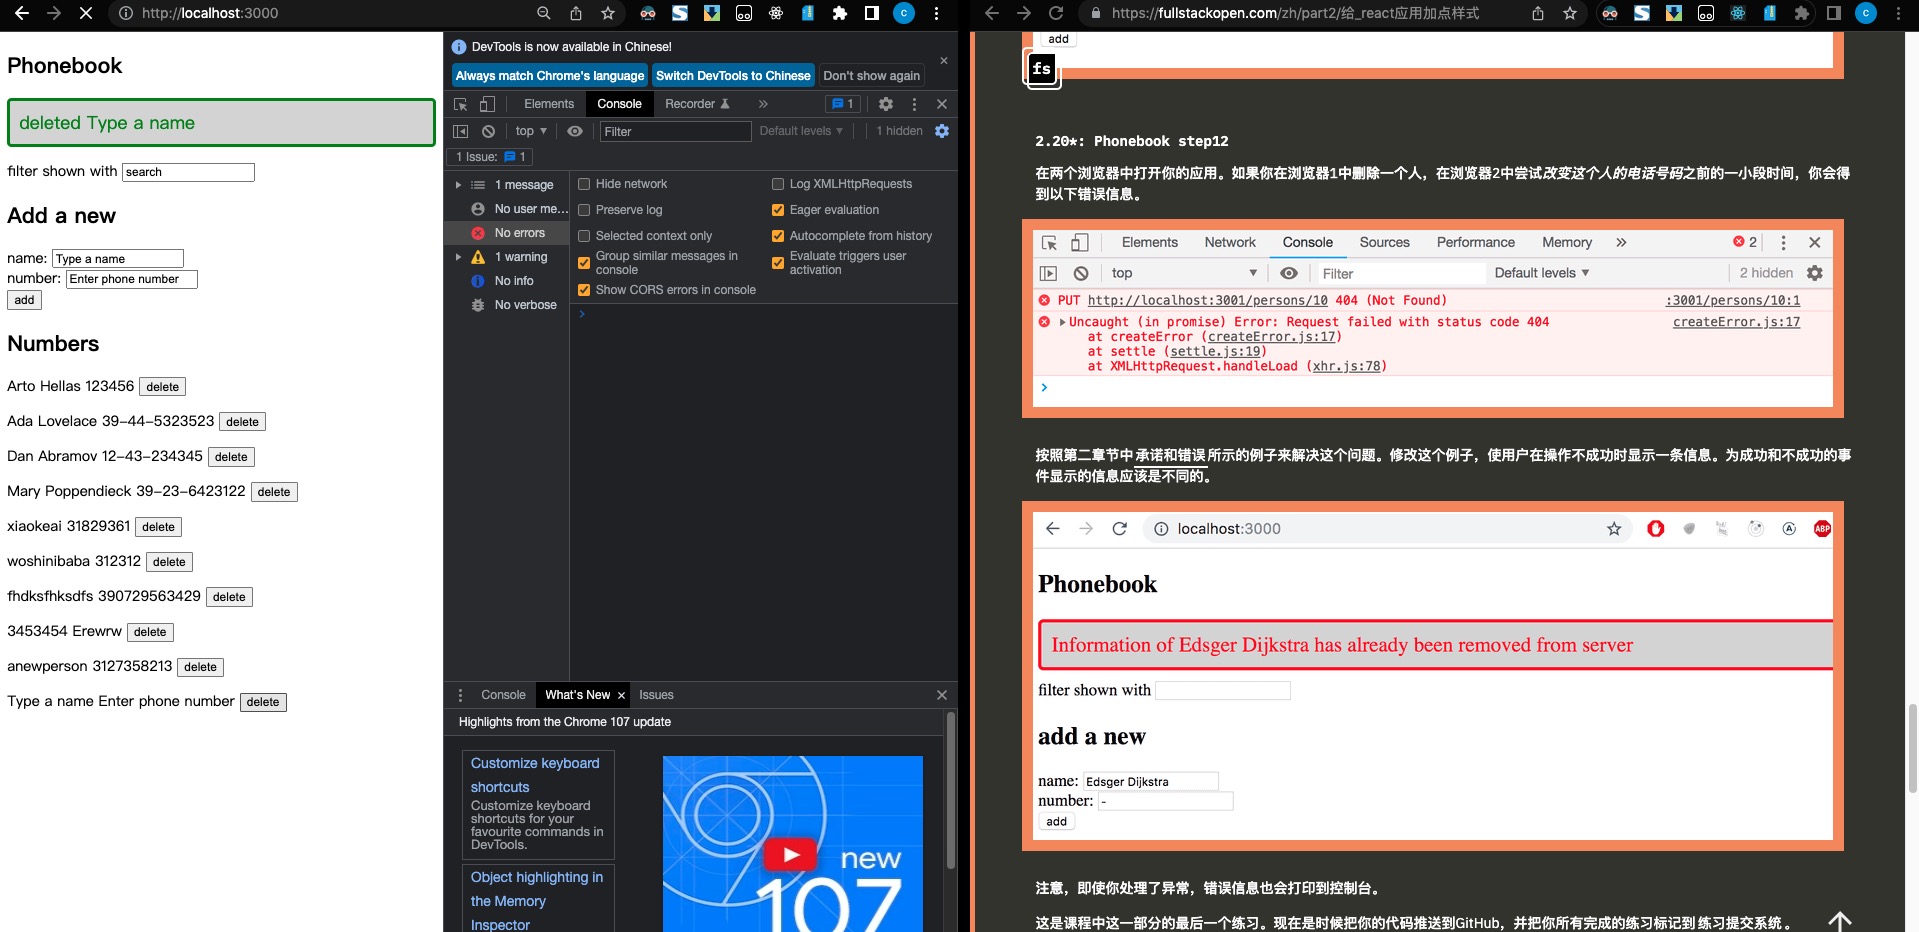 http://localhost:3000
Phonebook
deleted Type a name
filter shown with search
Add a new
name: Type a name
number: Enter phone number
add
Numbers
Arto Hellas 123456 delete
Ada Lovelace 39-44-5323523 delete
Dan Abramov 12-43-234345 delete
Mary Poppendieck 39-23-6423122 delete
xiaokeai 31829361 delete
woshinibaba 312312 delete
fhdksfhksdfs 390729563429 delete
3453454 Erewrw delete
anewperson 3127358213 delete
Type a name Enter phone number delete
DevTools is now available in Chinese!
Always match Chrome's language Switch DevTools to Chinese Don't show again
Elements Console Recorder 1
top Filter Default levels 1 hidden
1 Issue: 1
1 message
No user me...
No errors
1 warning
No info
No verbose
Hide network Log XMLHttpRequests
Preserve log Eager evaluation
Selected context only Autocomplete from history
Group similar messages in console
Evaluate triggers user activation
Show CORS errors in console
Console What's New Issues
Highlights from the Chrome 107 update
Customize keyboard
shortcuts
Customize keyboard
shortcuts for your
favourite commands in
DevTools.
Object highlighting in
the Memory
Inspector
new
107
https://fullstackopen.com/zh/part2/给_react应用加点样式
add
fs
2.20*: Phonebook step12
在两个浏览器中打开你的应用。如果你在浏览器1中删除一个人，在浏览器2中尝试改变这个人的电话号码之前的一小段时间，你会得
到以下错误信息。
Elements Network Console Sources Performance Memory 2
top Filter Default levels 2 hidden
PUT http://localhost:3001/persons/10 404 (Not Found) :3001/persons/10:1
Uncaught (in promise) Error: Request failed with status code 404 createError.js:17
at createError (createError.js:17)
at settle (settle.js:19)
at XMLHttpRequest.handleLoad (xhr.js:78)
按照第二章节中承诺和错误所示的例子来解决这个问题。修改这个例子，使用户在操作不成功时显示一条信息。为成功和不成功的事
件显示的信息应该是不同的。
localhost:3000 ABP
Phonebook
Information of Edsger Dijkstra has already been removed from server
filter shown with
add a new
name: Edsger Dijkstra
number: -
add
注意，即使你处理了异常，错误信息也会打印到控制台。
这是课程中这一部分的最后一个练习。现在是时候把你的代码推送到GitHub，并把你所有完成的练习标记到练习提交系统。